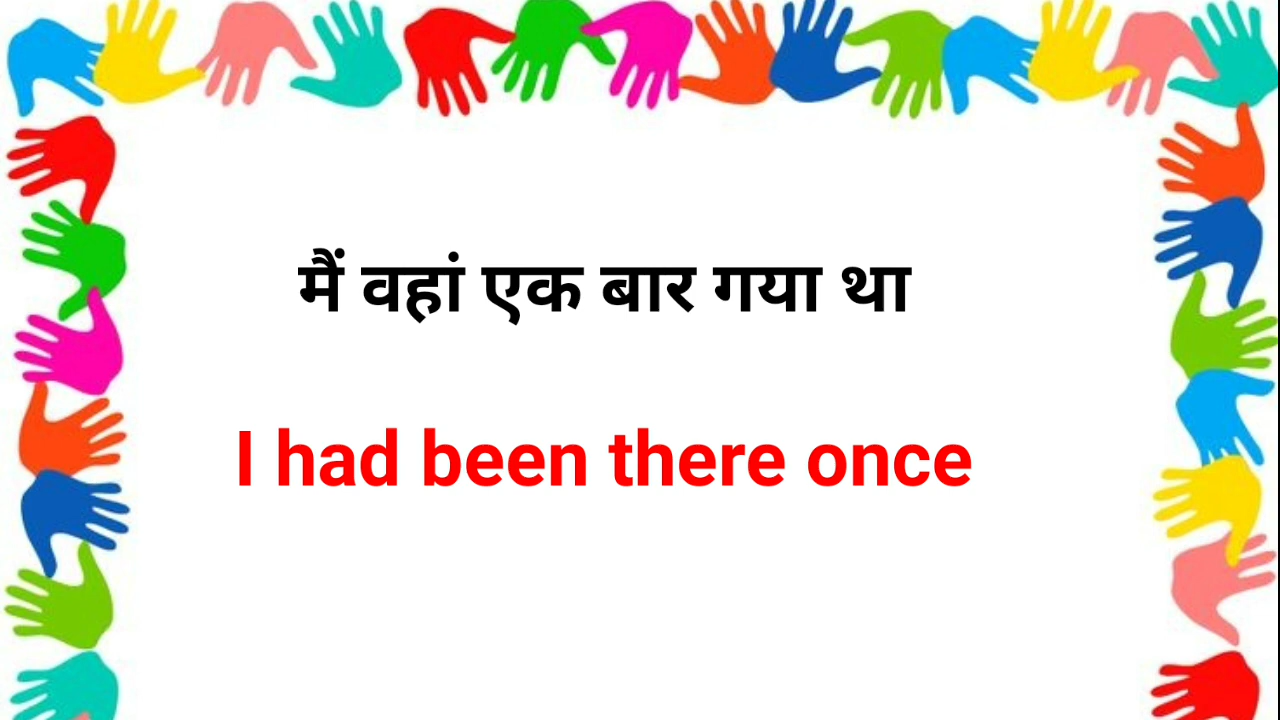 मैं वहां एक बार गया था
I had been there once